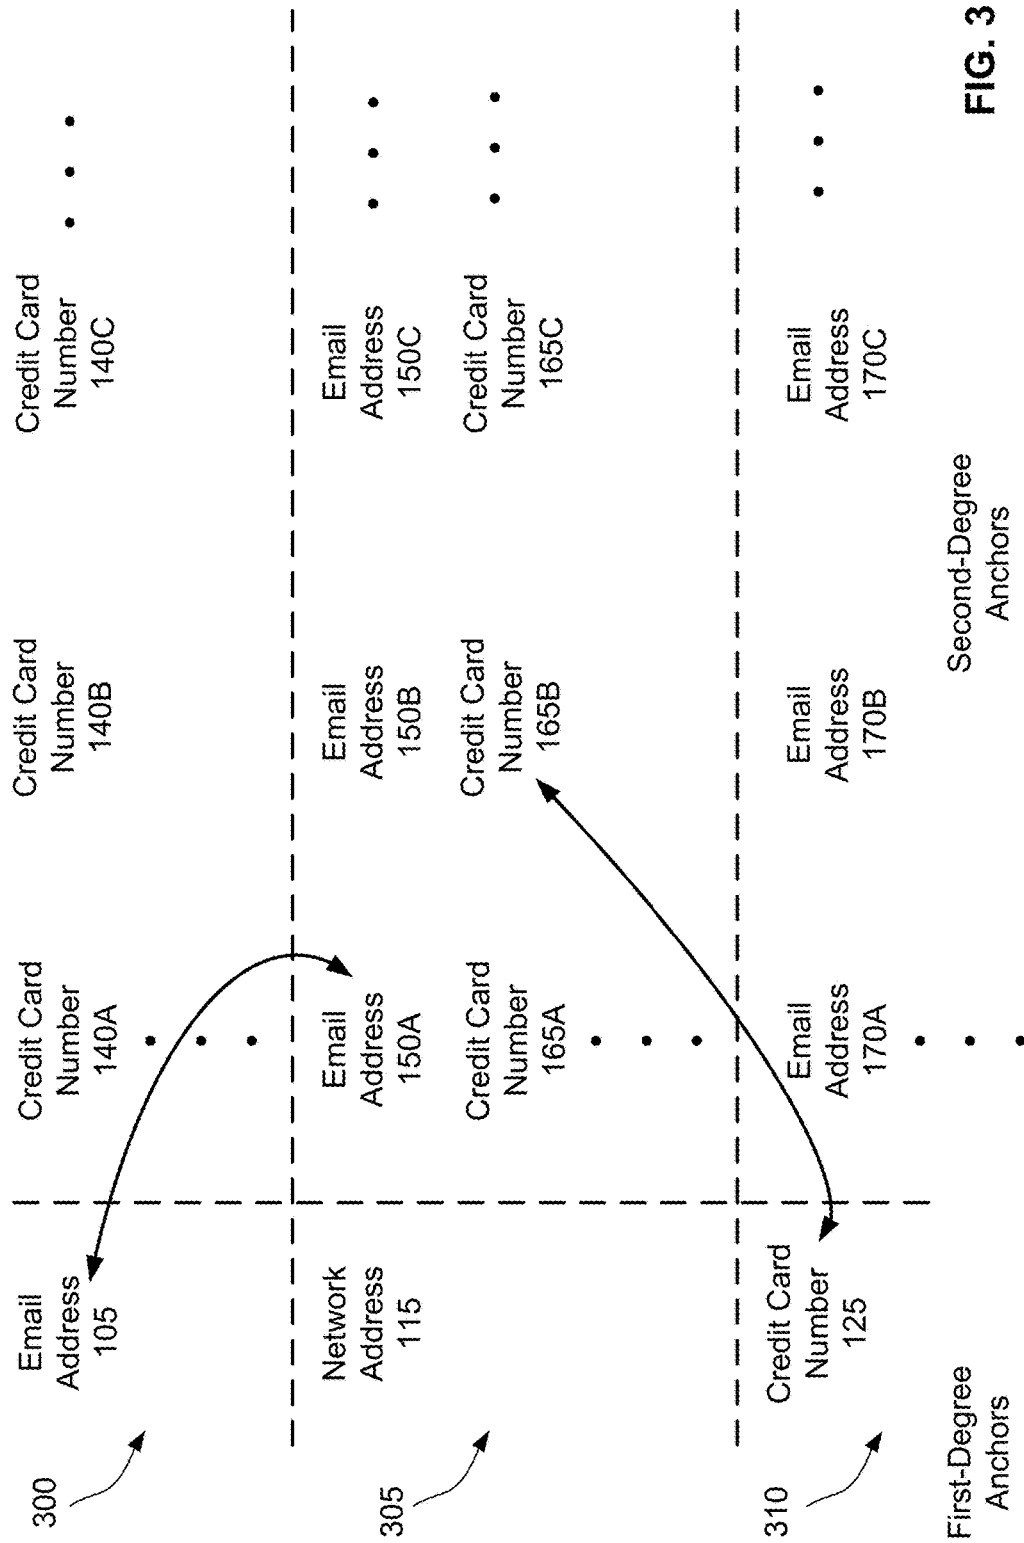 300
Email
Address
105
Credit Card
Number
140A
Credit Card
Number
140B
Credit Card
Number
140C
305
Network
Address
115
Email
Address
150A
Email
Address
150B
Email
Address
150C
Credit Card
Number
165A
Credit Card
Number
165B
Credit Card
Number
165C
310
Credit Card
Number
125
Email
Address
170A
Email
Address
170B
Email
Address
170C
First-Degree
Anchors
Second-Degree
Anchors
FIG. 3